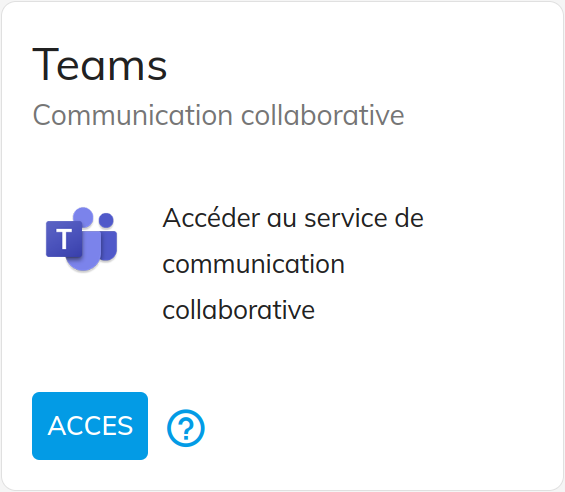 Teams
Communication collaborative
T
Accéder au service de
communication
collaborative
ACCES
?